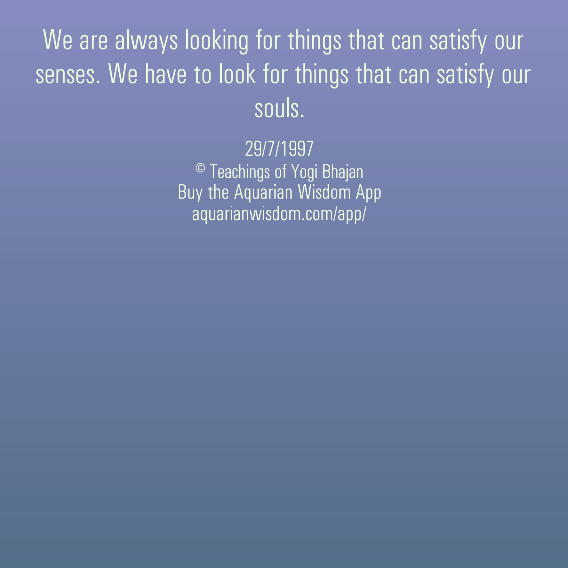 We are always looking for things that can satisfy our
senses. We have to look for things that can satisfy our
souls.
29/7/1997
© Teachings of Yogi Bhajan
Buy the Aquarian Wisdom App
aquarianwisdom.com/app/